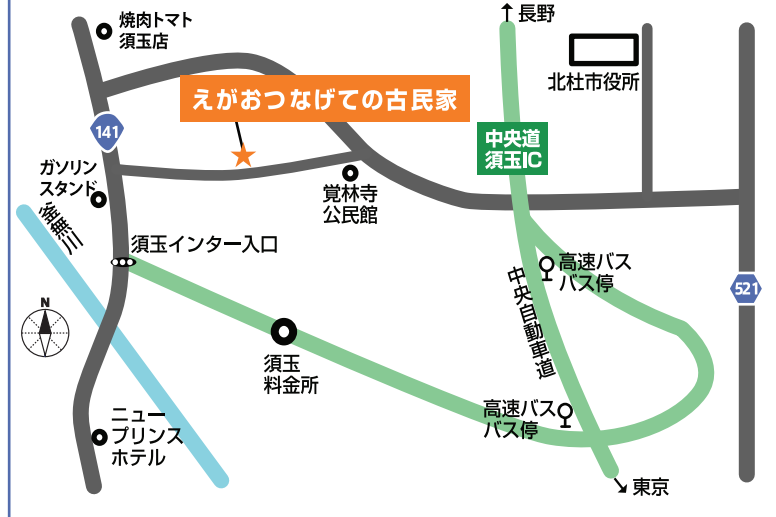 焼肉トマト
須玉店
長野
北杜市役所
えがおつなげての古民家
141
中央道
須玉IC
ガソリン
スタンド
覚林寺
公民館
釜無川
須玉インター入口
高速バス
バス停
中央自動車道
521
N
須玉
料金所
高速バス
バス停
ニュー
プリンス
ホテル
東京